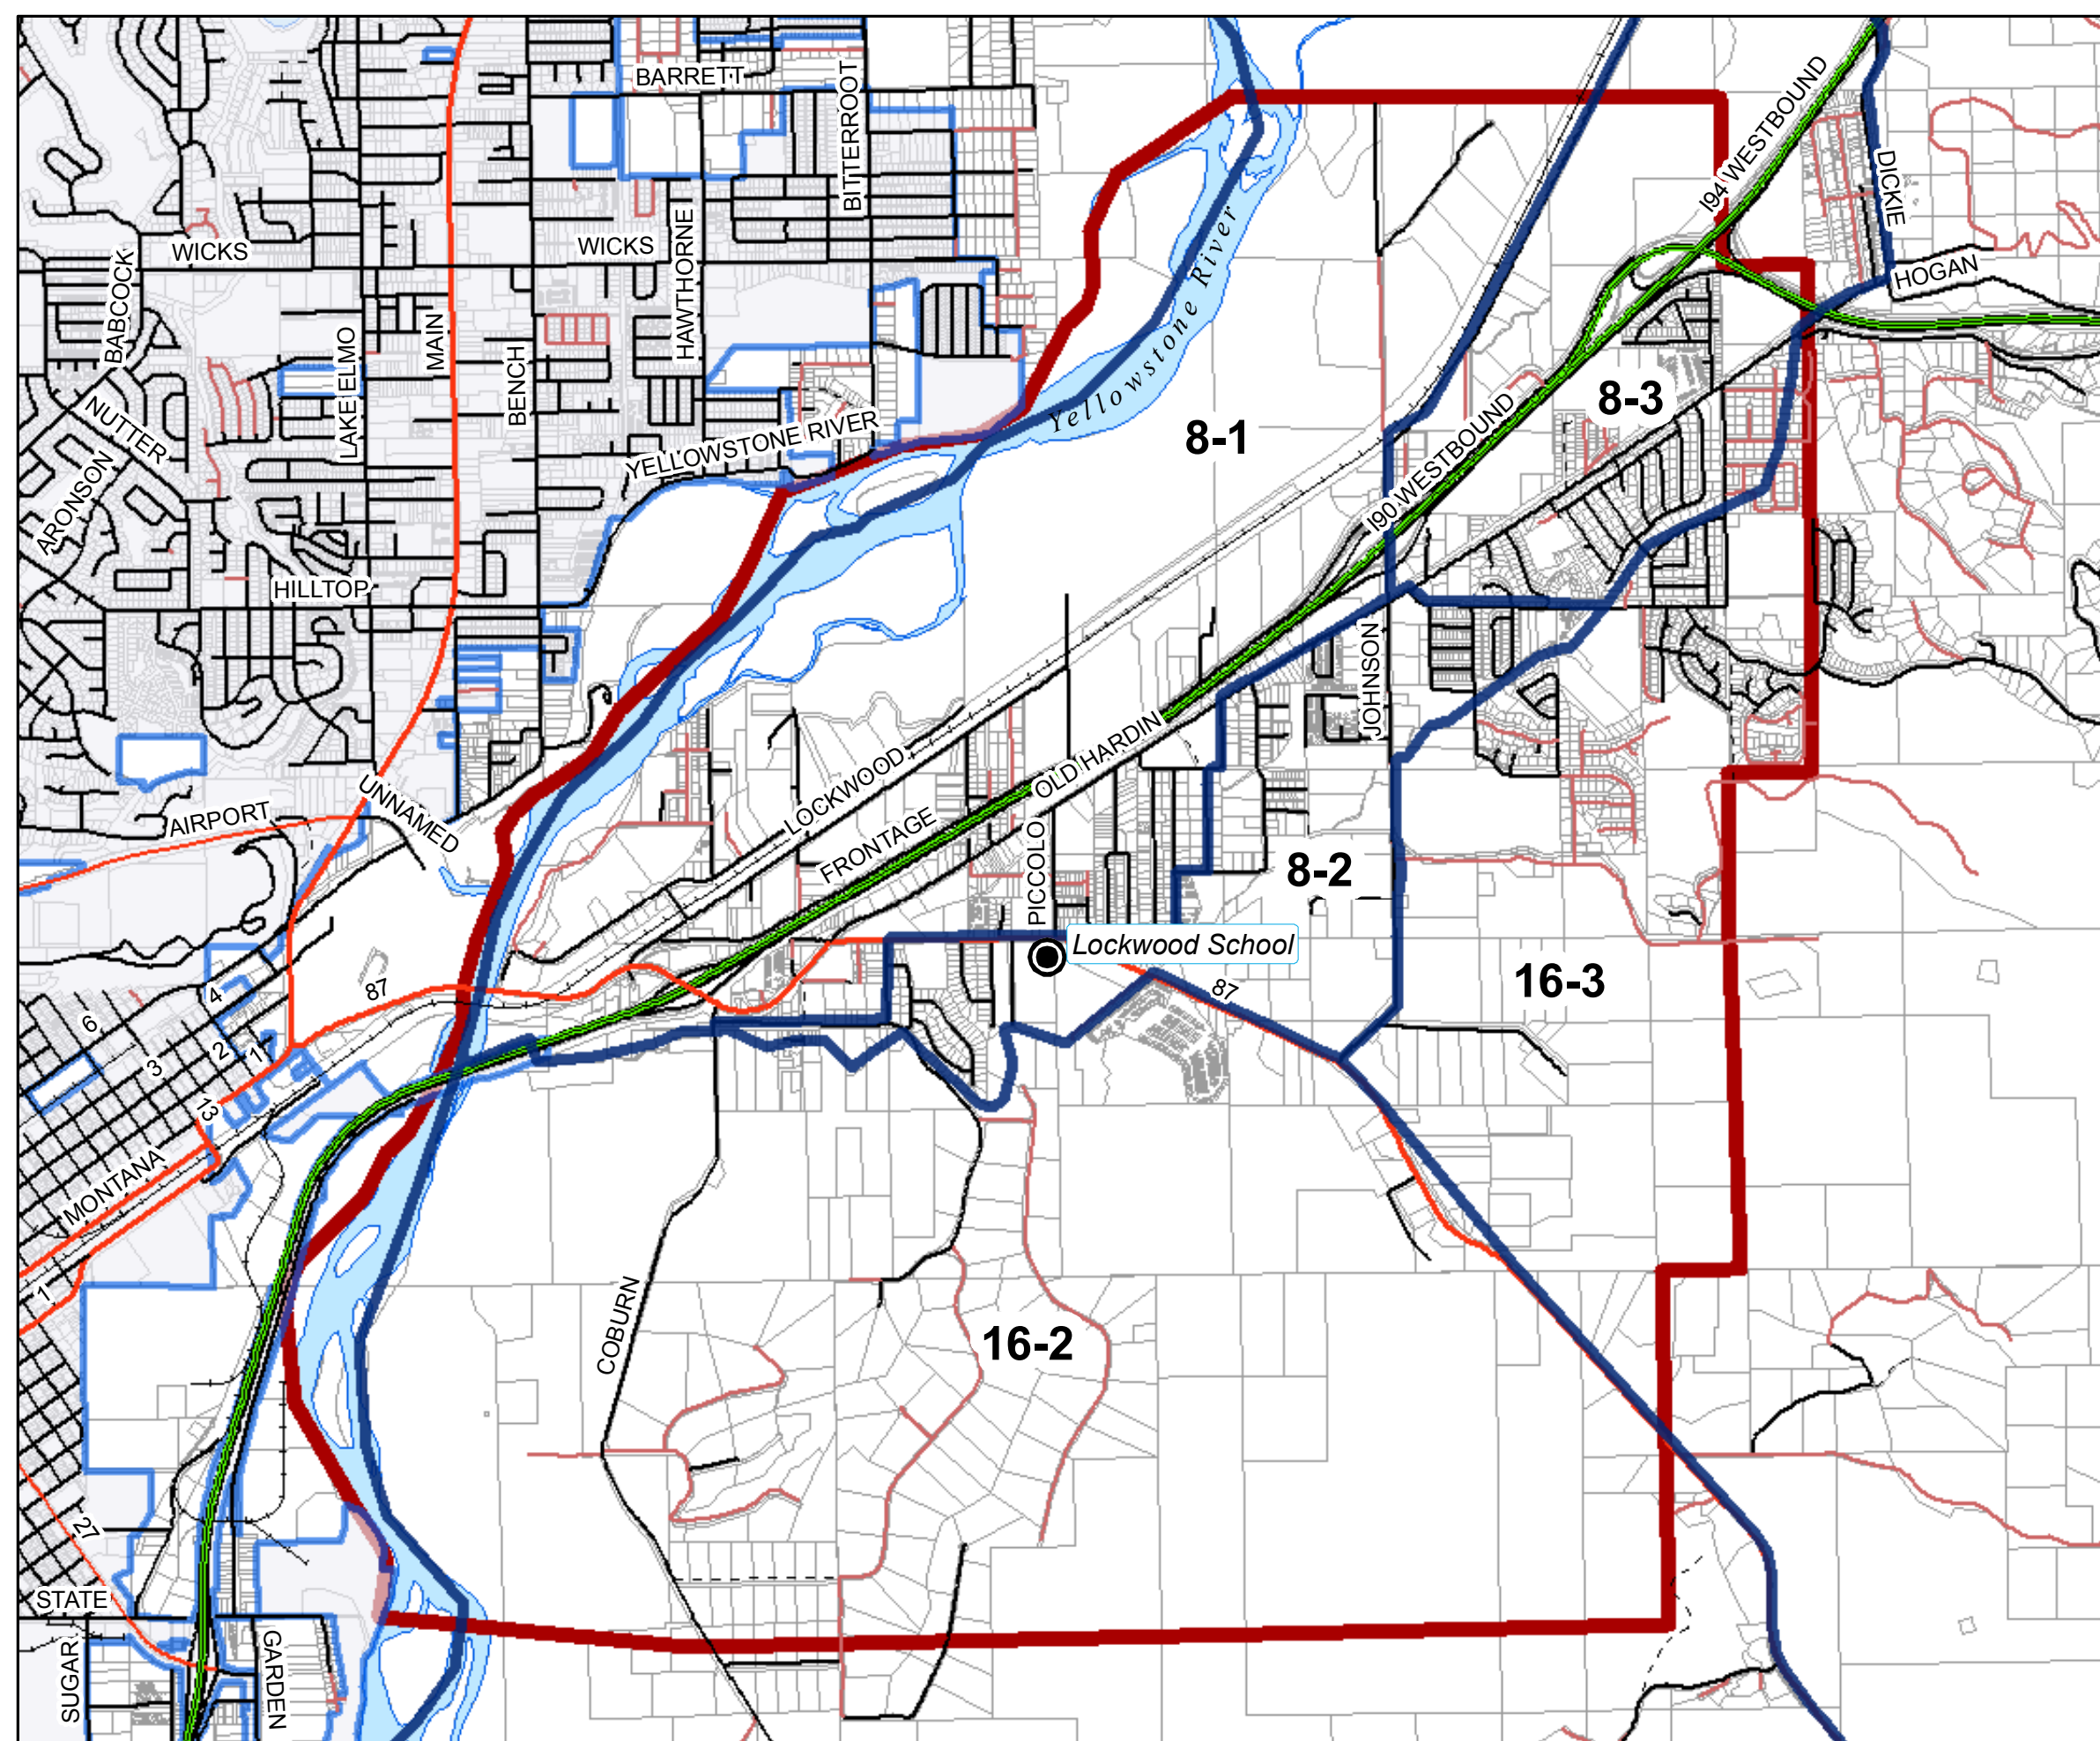 BARRETT
BITTERROOT
I94 WESTBOUND
DICKIE
WICKS
WICKS
HAWTHORNE
BABCOCK
HOGAN
Yellowstone River
LAKE ELMO
MAIN
BENCH
NUTTER
ARONSON
YELLOWSTONE RIVER
8-1
8-3
I90 WESTBOUND
HILLTOP
JOHNSON
UNNAMED
AIRPORT
LOCKWOOD
OLD HARDIN
FRONTAGE
PICCOLO
8-2
Lockwood School
87
87
16-3
4
6
2
1
3
13
MONTANA
1
COBURN
16-2
27
STATE
SUGAR
GARDEN